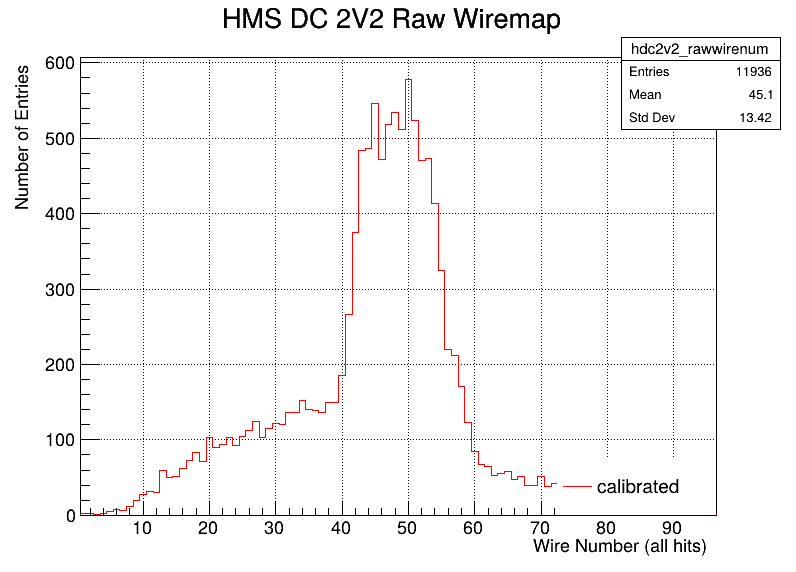 HMS DC 2V2 Raw Wiremap
hdc2v2_rawwirenum
Entries 11936
Mean 45.1
Std Dev 13.42
Number of Entries
600
500
400
300
200
100
0
calibrated
10 20 30 40 50 60 70 80 90
Wire Number (all hits)